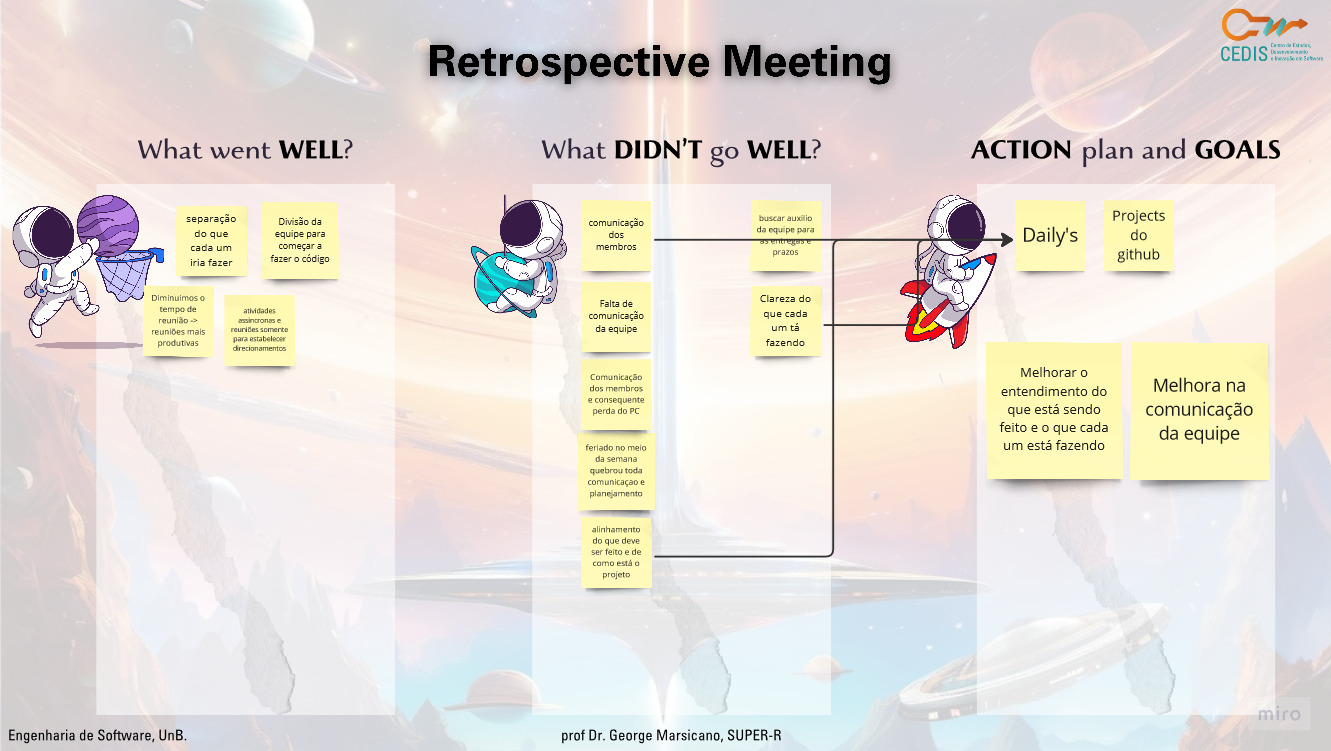 Retrospective Meeting
CEDIS
Centro de Estudos,
Desenvolvimento
e Inovação em Software
What went WELL?
separação
do que
cada um
iria fazer
Divisão da
equipe para
começar a
fazer o código
Diminuimos o
tempo de
reunião ->
reuniões mais
produtivas
atividades
assincronas e
reuniões somente
para estabelecer
direcionamentos
What DIDN'T go WELL?
comunicação
dos
membros
buscar auxilio
da equipe para
as entregas e
prazos
Falta de
comunicação
da equipe
Clareza do
que cada
um tá
fazendo
Comunicação
dos membros
e consequente
perda do PC
feriado no meio
da semana
quebrou toda
comunicaçao e
planejamento
alinhamento
do que deve
ser feito e de
como está o
projeto
ACTION plan and GOALS
Daily's
Projects
do
github
Melhorar o
entendimento do
que está sendo
feito e o que cada
um está fazendo
Melhora na
comunicação
da equipe
miro
Engenharia de Software, UnB.
prof Dr. George Marsicano, SUPER-R